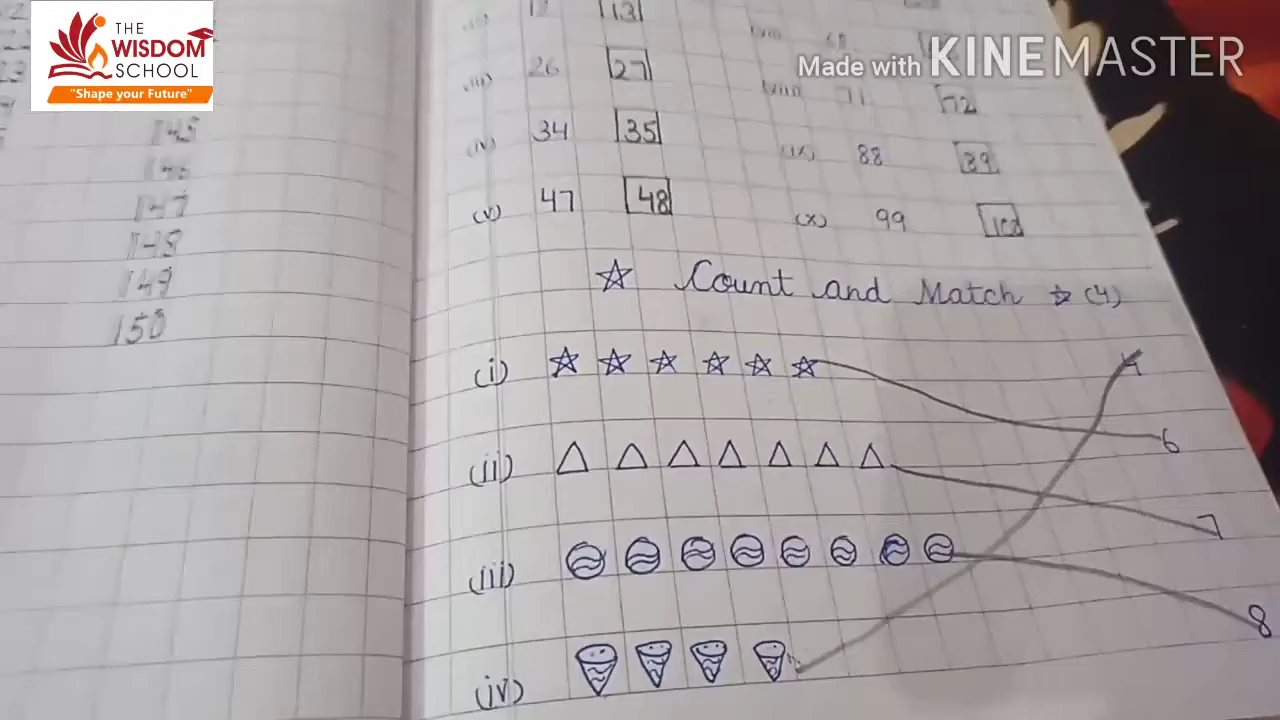 THE
WISDOM
SCHOOL
"Shape your Future"
Made with KINEMASTER
145
146
147
148
149
150
12 13
26 27
(iv) 34 35
(v) 47 48
68
(viii) 71 72
(ix) 88 89
(x) 99 100
Count and Match (4)
(i) 4
6
(ii) 7
(iii) 8
(iv)